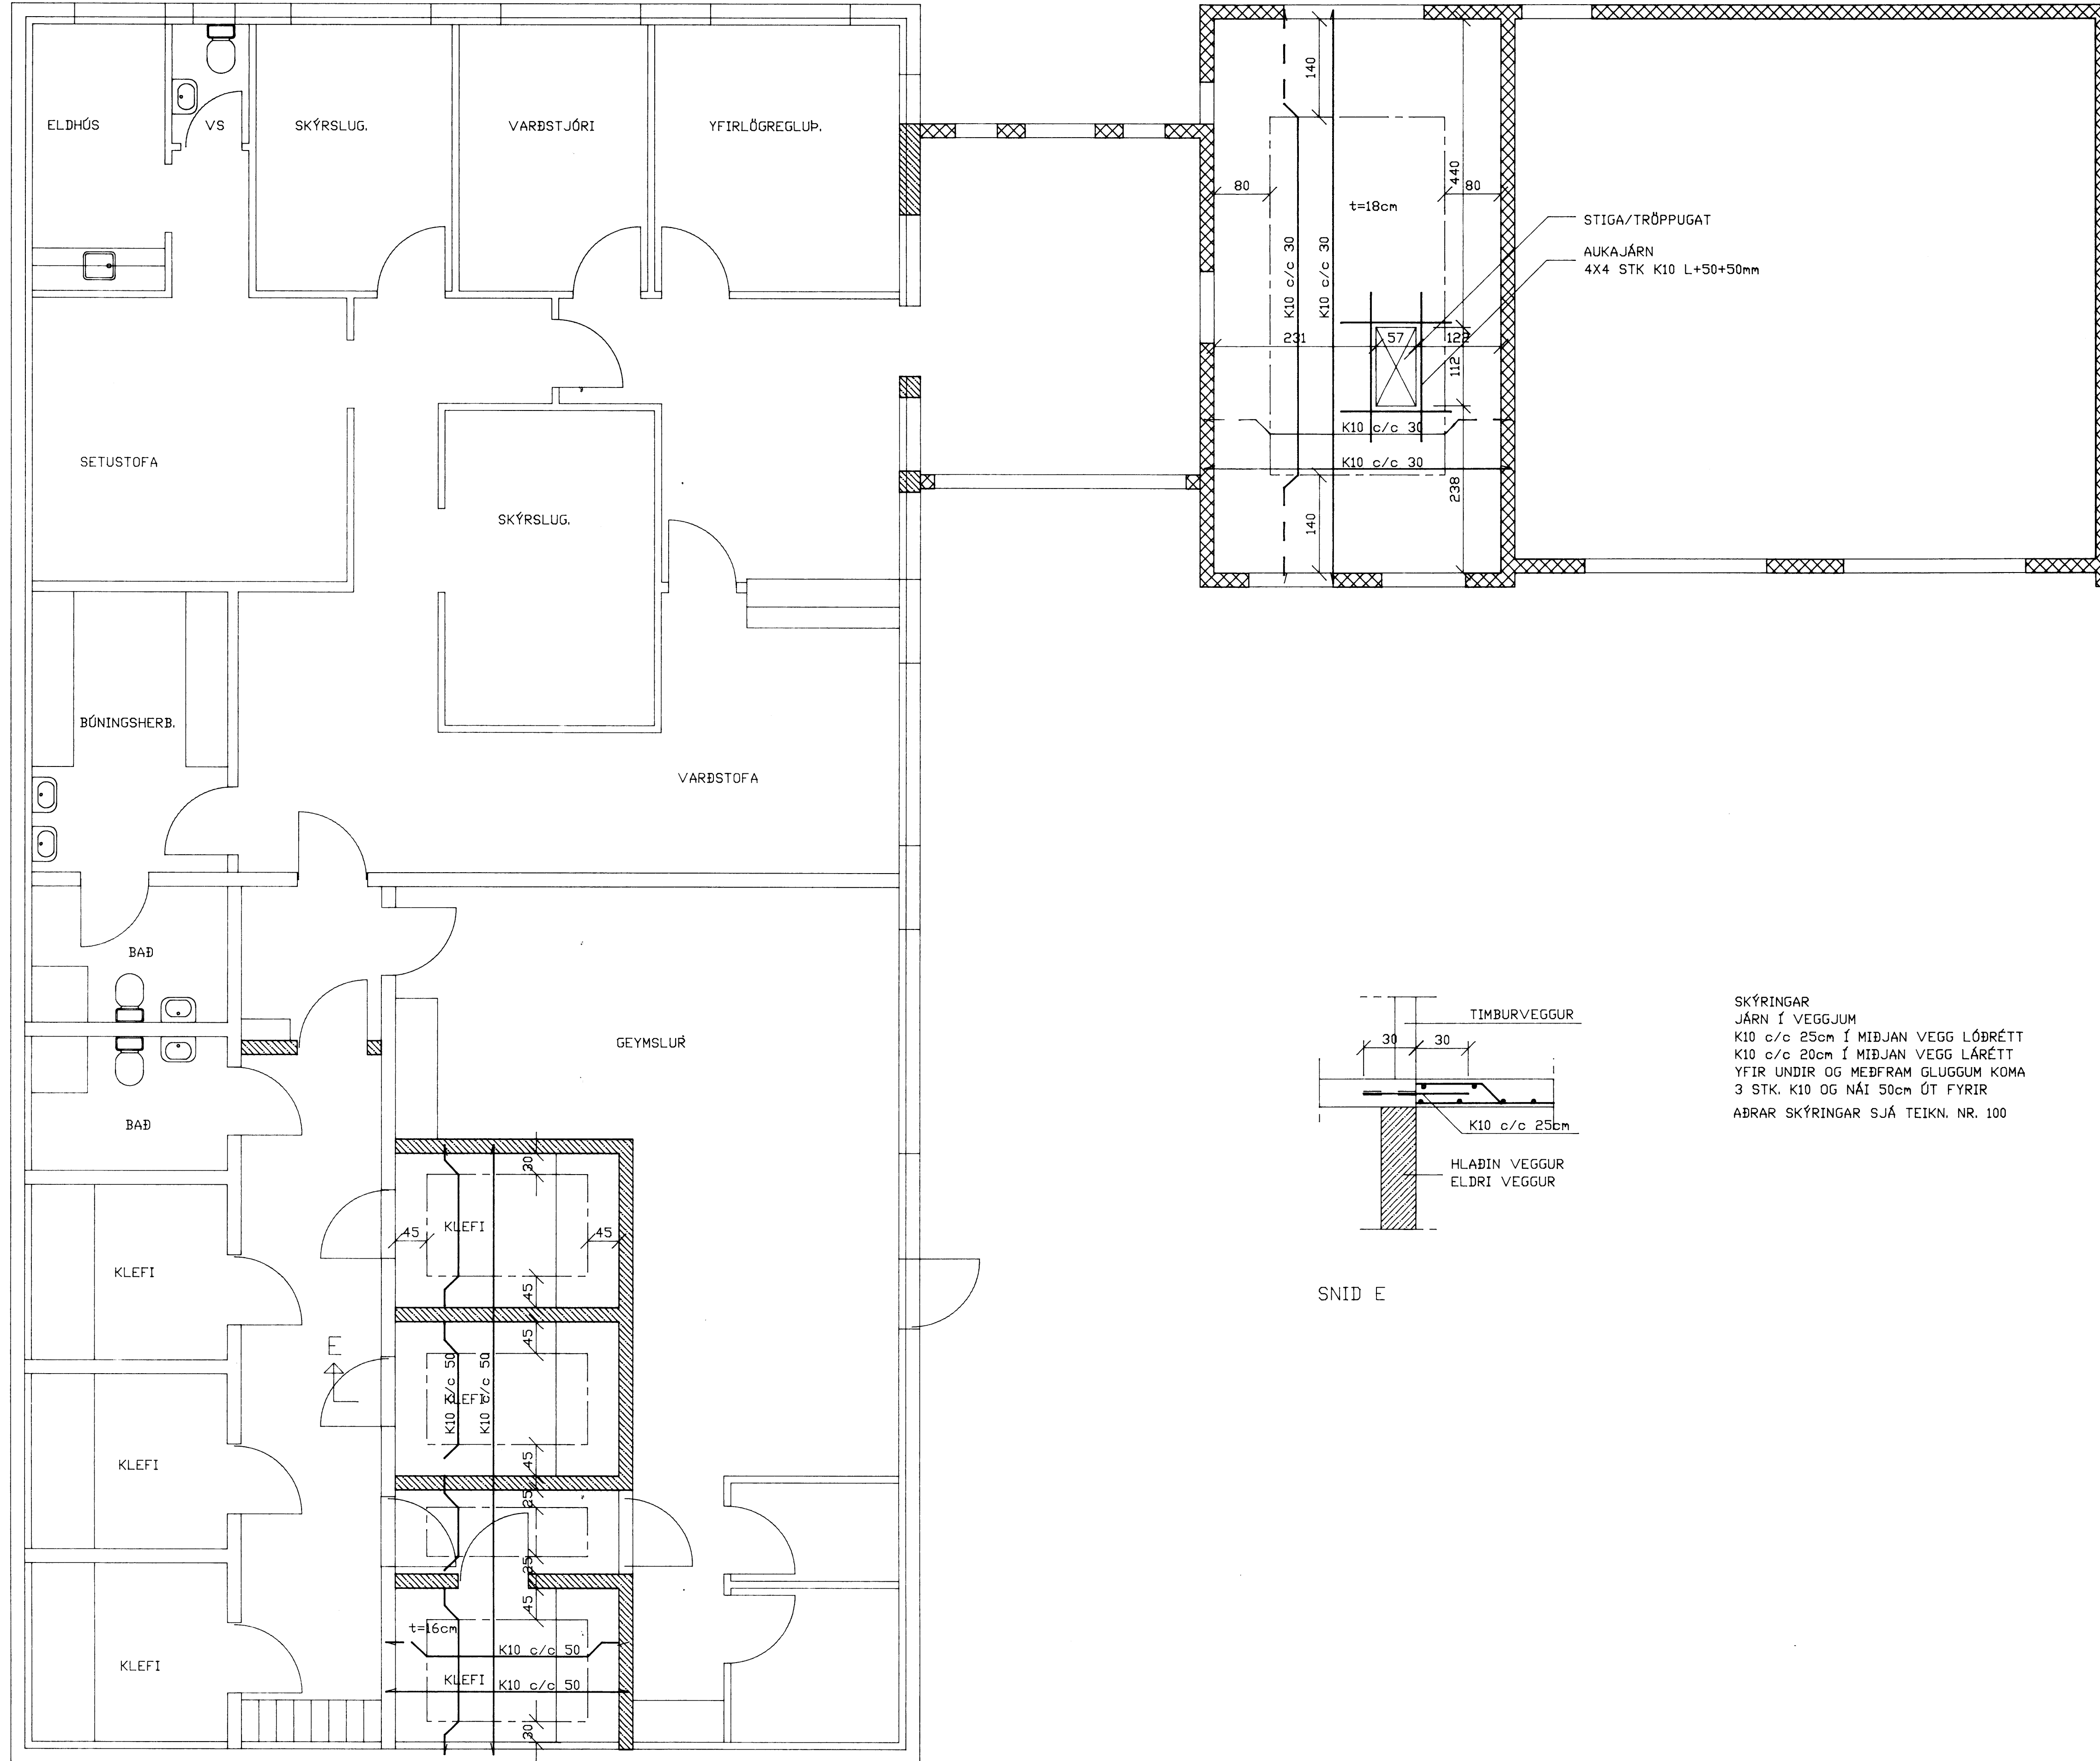 ELDHÚS
VS
SKÝRSLUG.
VARÐSTJÓRI
YFIRLÖGREGLUÞ.
SETUSTOFA
SKÝRSLUG.
BÚNINGSHERB.
VARÐSTOFA
BAÐ
BAÐ
GEYMSLUR
KLEFI
KLEFI
KLEFI
E
30
45
KLEFI
45
45
45
K10 c/c 50
K10 c/c 50
KLEFI
45
25
25
45
t=16cm
K10 c/c 50
KLEFI
K10 c/c 50
30
140
80
440
80
t=18cm
K10 c/c 30
K10 c/c 30
231
57
122
112
K10 c/c 30
K10 c/c 30
238
140
STIGA/TRÖPPUGAT
AUKAJÁRN
4X4 STK K10 L+50+50mm
TIMBURVEGGUR
30
30
K10 c/c 25cm
HLAÐIN VEGGUR
ELDRI VEGGUR
SNID E
SKÝRINGAR
JÁRN Í VEGGJUM
K10 c/c 25cm Í MIÐJAN VEGG LÓÐRÉTT
K10 c/c 20cm Í MIÐJAN VEGG LÁRÉTT
YFIR UNDIR OG MEÐFRAM GLUGGUM KOMA
3 STK. K10 OG NÁI 50cm ÚT FYRIR
AÐRAR SKÝRINGAR SJÁ TEIKN. NR. 100